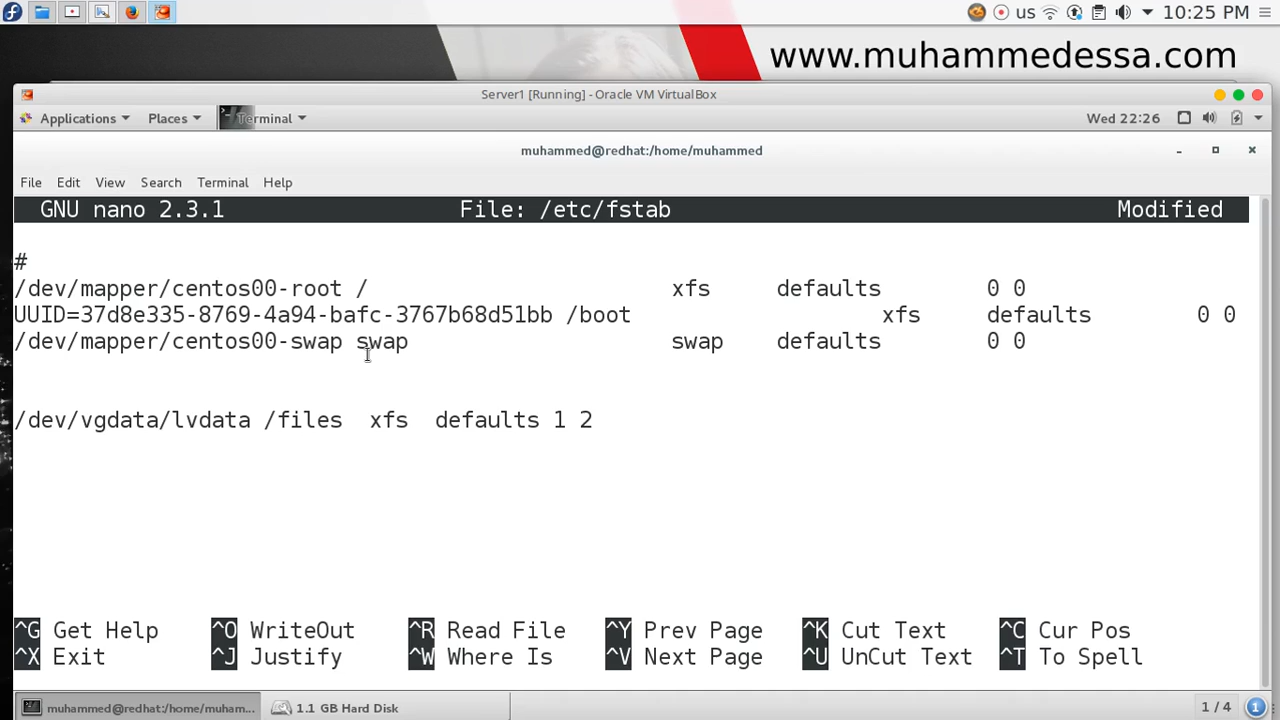 us 10:25 PM
www.muhammedessa.com
Server1 [Running] - Oracle VM VirtualBox
Applications Places Terminal Wed 22:26
muhammed@redhat:/home/muhammed
File Edit View Search Terminal Help
GNU nano 2.3.1 File: /etc/fstab Modified
#
/dev/mapper/centos00-root / xfs defaults 0 0
UUID=37d8e335-8769-4a94-bafc-3767b68d51bb /boot xfs defaults 0 0
/dev/mapper/centos00-swap swap swap defaults 0 0
/dev/vgdata/lvdata /files xfs defaults 1 2
^G Get Help ^O WriteOut ^R Read File ^Y Prev Page ^K Cut Text ^C Cur Pos
^X Exit ^J Justify ^W Where Is ^V Next Page ^U UnCut Text ^T To Spell
muhammed@redhat:/home/muham... 1.1 GB Hard Disk 1 / 4 1